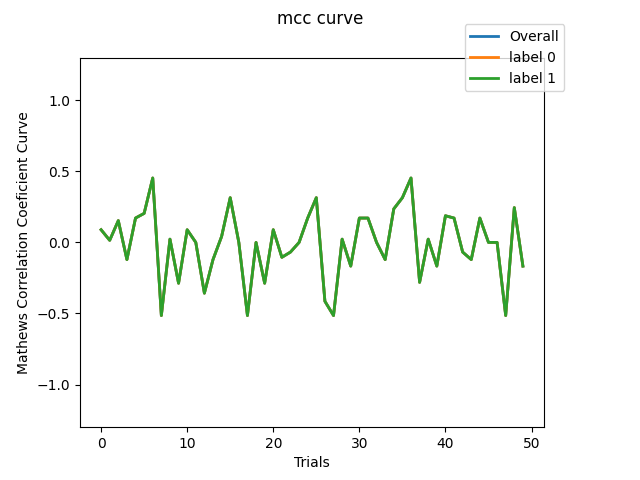 mcc curve
Overall
label 0
label 1
Mathews Correlation Coeficient Curve
1.0
0.5
0.0
−0.5
−1.0
0 10 20 30 40 50
Trials